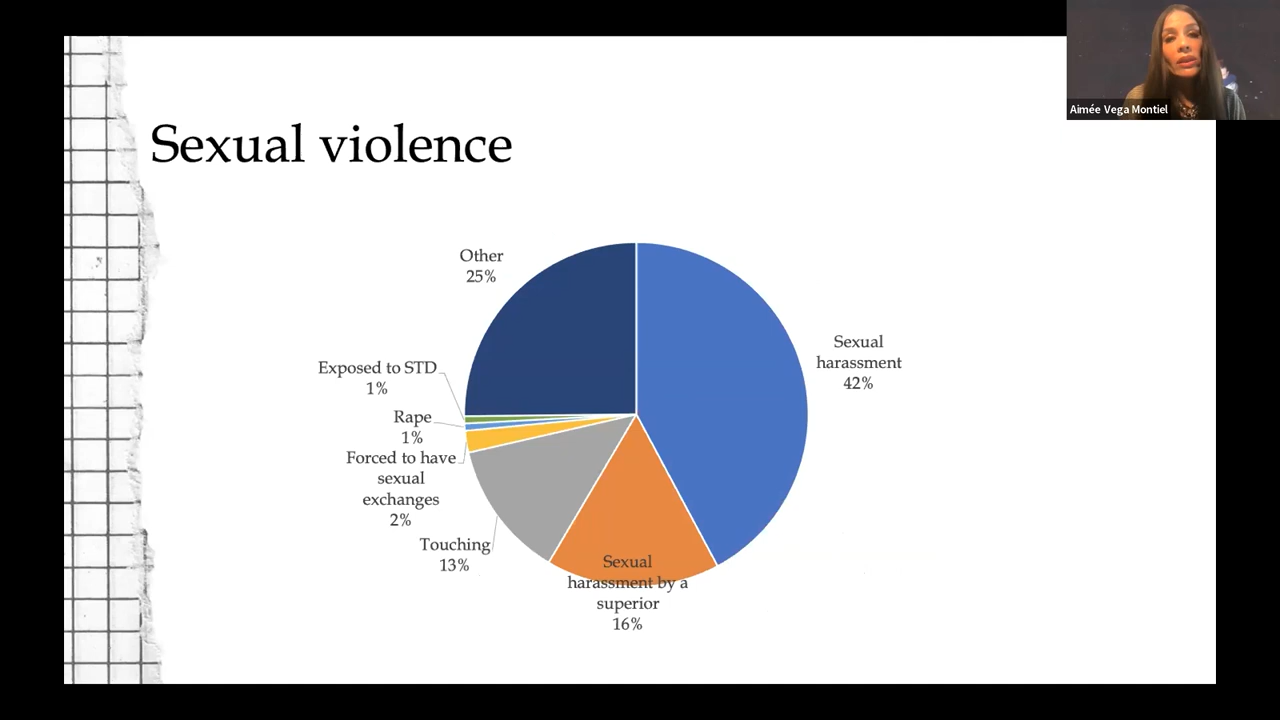 Aimée Vega Montiel
Sexual violence
Other
25%
Sexual
harassment
42%
Exposed to STD
1%
Rape
1%
Forced to have
sexual
exchanges
2%
Touching
13%
Sexual
harassment by a
superior
16%